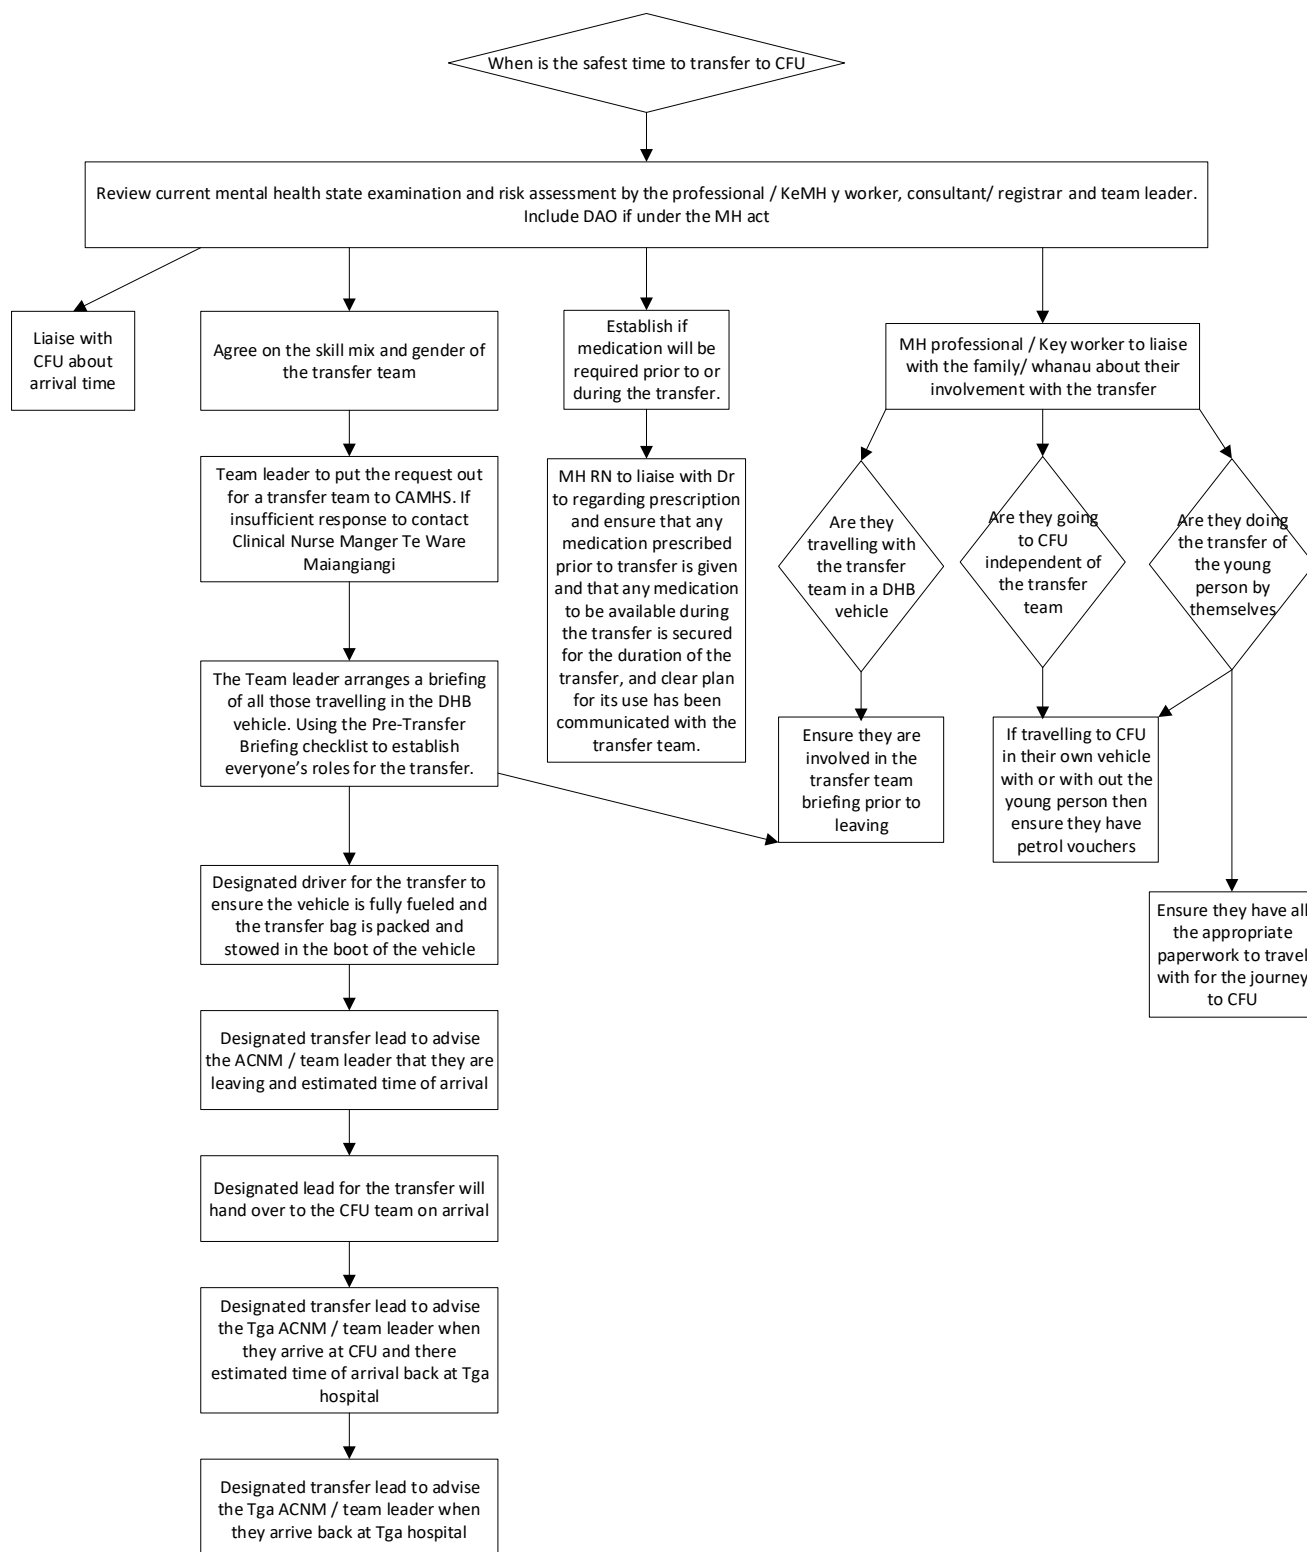 When is the safest time to transfer to CFU
Review current mental health state examination and risk assessment by the professional / KeMH y worker, consultant/ registrar and team leader.
Include DAO if under the MH act
Liaise with
CFU about
arrival time
Agree on the skill mix and gender of
the transfer team
Establish if
medication will be
required prior to or
during the transfer.
MH professional / Key worker to liaise
with the family/ whanau about their
involvement with the transfer
Team leader to put the request out
for a transfer team to CAMHS. If
insufficient response to contact
Clinical Nurse Manger Te Ware
Maiangiangi
MH RN to liaise with Dr
to regarding prescription
and ensure that any
medication prescribed
prior to transfer is given
and that any medication
to be available during
the transfer is secured
for the duration of the
transfer, and clear plan
for its use has been
communicated with the
transfer team.
Are they
travelling with
the transfer
team in a DHB
vehicle
Are they going
to CFU
independent of
the transfer
team
Are they doing
the transfer of
the young
person by
themselves
The Team leader arranges a briefing
of all those travelling in the DHB
vehicle. Using the Pre-Transfer
Briefing checklist to establish
everyone’s roles for the transfer.
Ensure they are
involved in the
transfer team
briefing prior to
leaving
If travelling to CFU
in their own vehicle
with or with out the
young person then
ensure they have
petrol vouchers
Designated driver for the transfer to
ensure the vehicle is fully fueled and
the transfer bag is packed and
stowed in the boot of the vehicle
Ensure they have all
the appropriate
paperwork to travel
with for the journey
to CFU
Designated transfer lead to advise
the ACNM / team leader that they are
leaving and estimated time of arrival
Designated lead for the transfer will
hand over to the CFU team on arrival
Designated transfer lead to advise
the Tga ACNM / team leader when
they arrive at CFU and there
estimated time of arrival back at Tga
hospital
Designated transfer lead to advise
the Tga ACNM / team leader when
they arrive back at Tga hospital